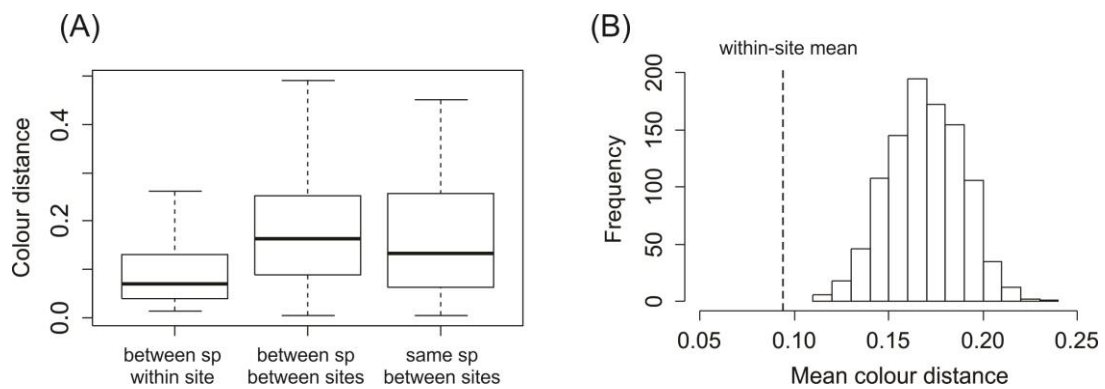 (A)
Colour distance
0.4
0.2
0.0
between sp
within site
between sp
between sites
same sp
between sites
(B)
within-site mean
Frequency
200
150
100
50
0
0.05
0.10
0.15
0.20
0.25
Mean colour distance